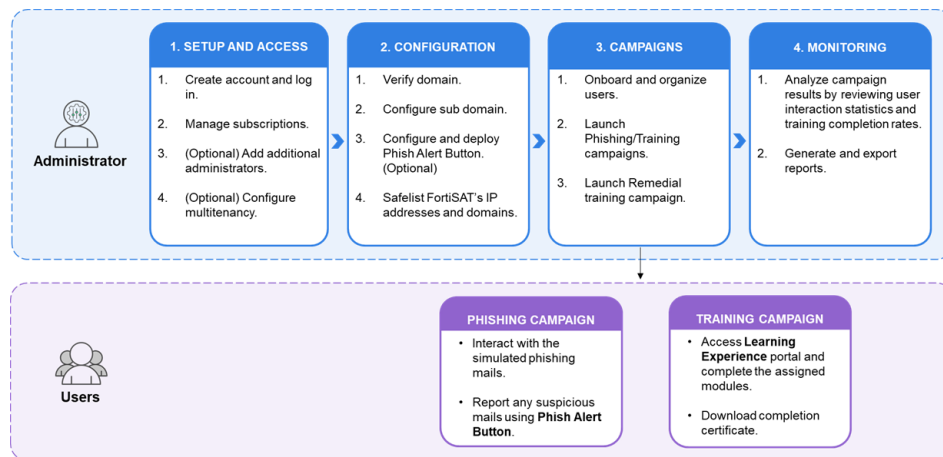 1. SETUP AND ACCESS
1. Create account and log
in.
2. Manage subscriptions.
3. (Optional) Add additional
administrators.
4. (Optional) Configure
multitenancy.
2. CONFIGURATION
1. Verify domain.
2. Configure sub domain.
3. Configure and deploy
Phish Alert Button.
(Optional)
4. Safelist FortiSAT's IP
addresses and domains.
3. CAMPAIGNS
1. Onboard and organize
users.
2. Launch
Phishing/Training
campaigns.
3. Launch Remedial
training campaign.
4. MONITORING
1. Analyze campaign
results by reviewing user
interaction statistics and
training completion rates.
2. Generate and export
reports.
Administrator
PHISHING CAMPAIGN
• Interact with the
simulated phishing
mails.
• Report any suspicious
mails using Phish Alert
Button.
TRAINING CAMPAIGN
• Access Learning
Experience portal and
complete the assigned
modules.
• Download completion
certificate.
Users